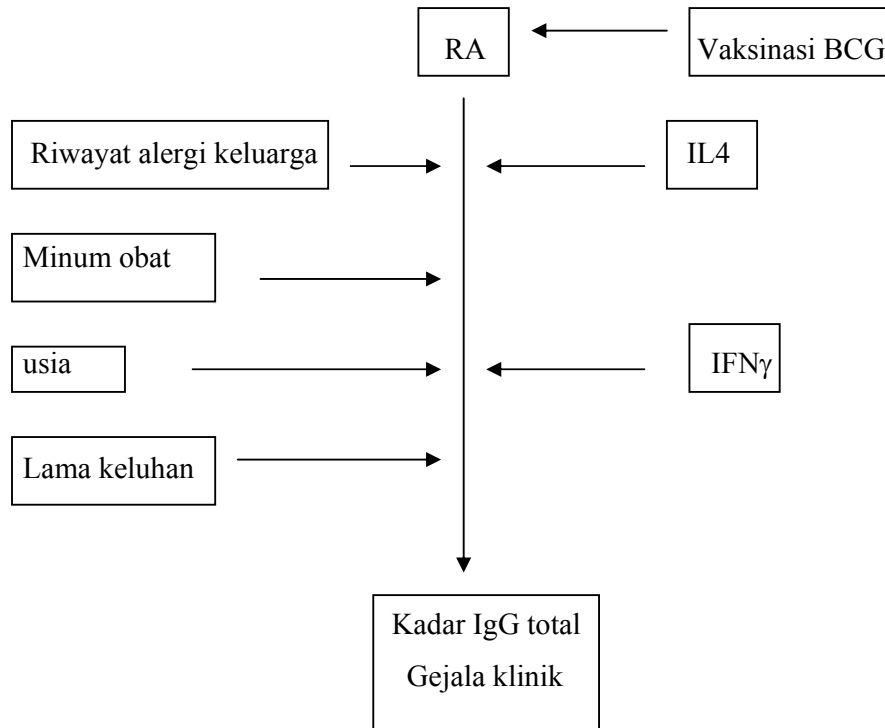 RA
Vaksinasi BCG
Riwayat alergi keluarga
IL4
Minum obat
usia
IFNγ
Lama keluhan
Kadar IgG total
Gejala klinik